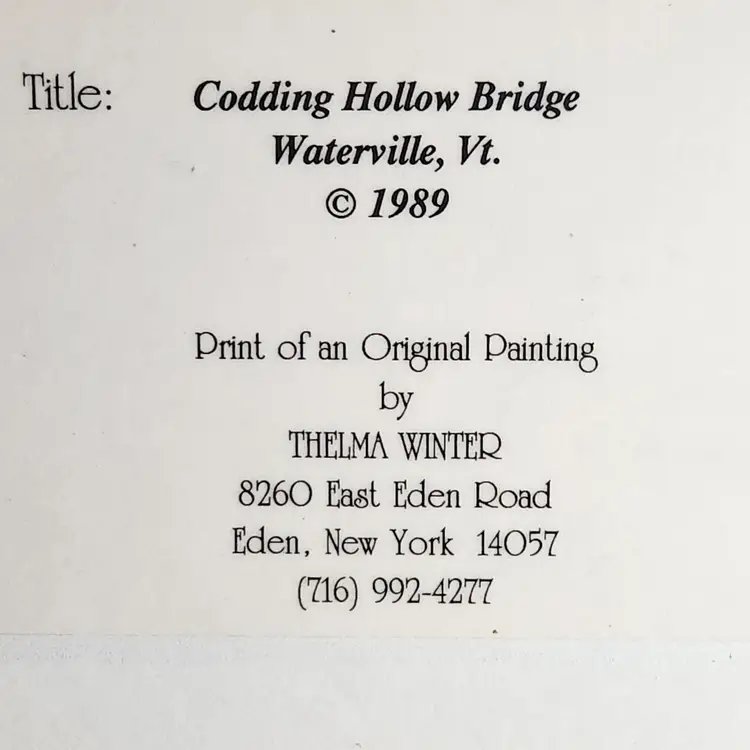 Title: Codding Hollow Bridge
Waterville, Vt.
© 1989
Print of an Original Painting
by
THELMA WINTER
8260 East Eden Road
Eden, New York 14057
(716) 992-4277